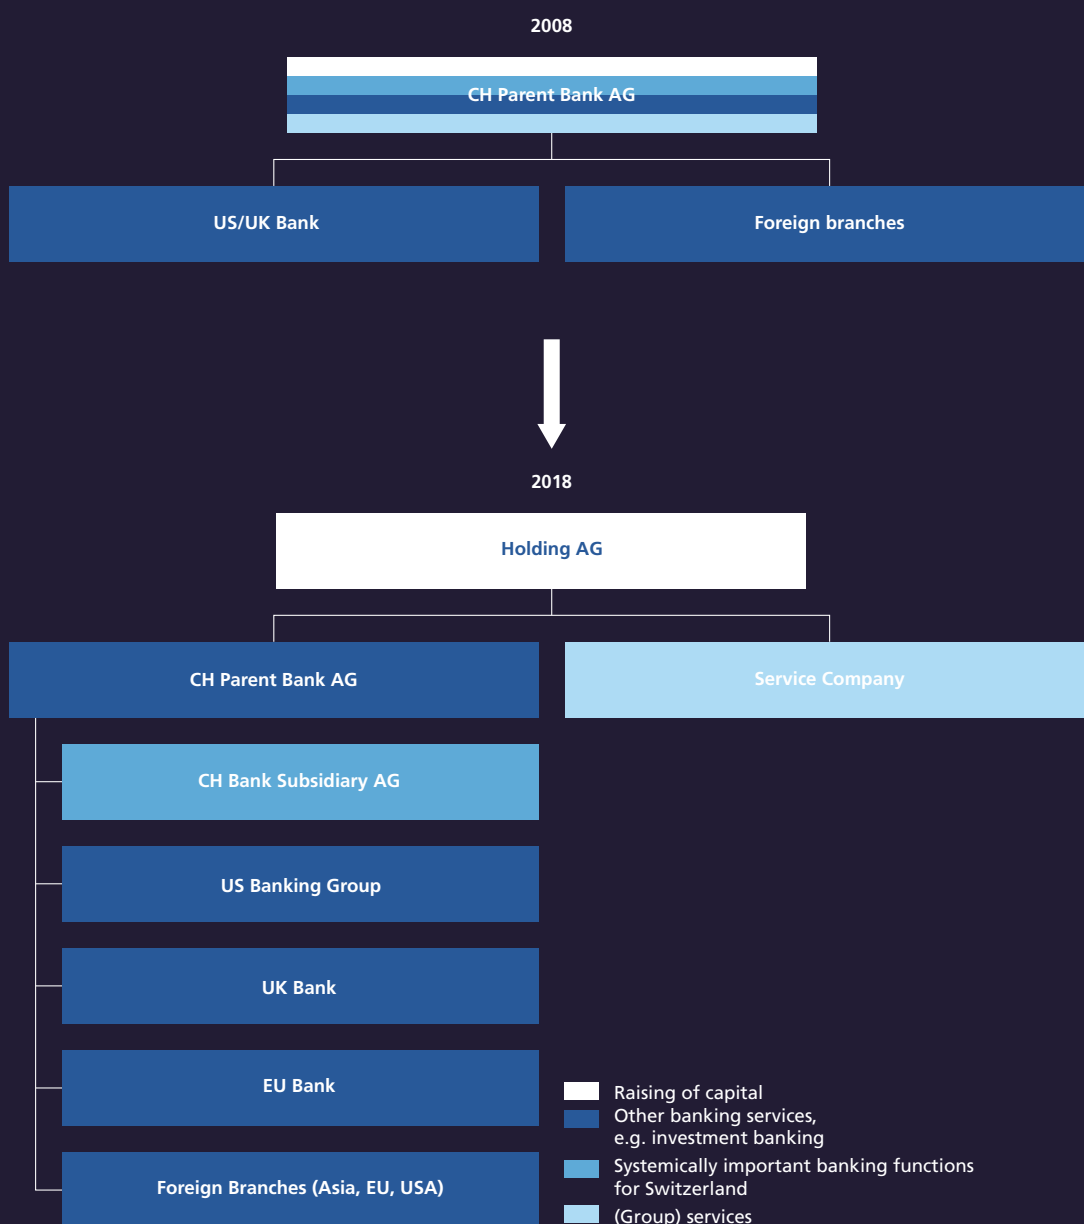 2008
CH Parent Bank AG
US/UK Bank
Foreign branches
2018
Holding AG
CH Parent Bank AG
Service Company
CH Bank Subsidiary AG
US Banking Group
UK Bank
EU Bank
Foreign Branches (Asia, EU, USA)
Raising of capital
Other banking services,
e.g. investment banking
Systemically important banking functions
for Switzerland
(Group) services